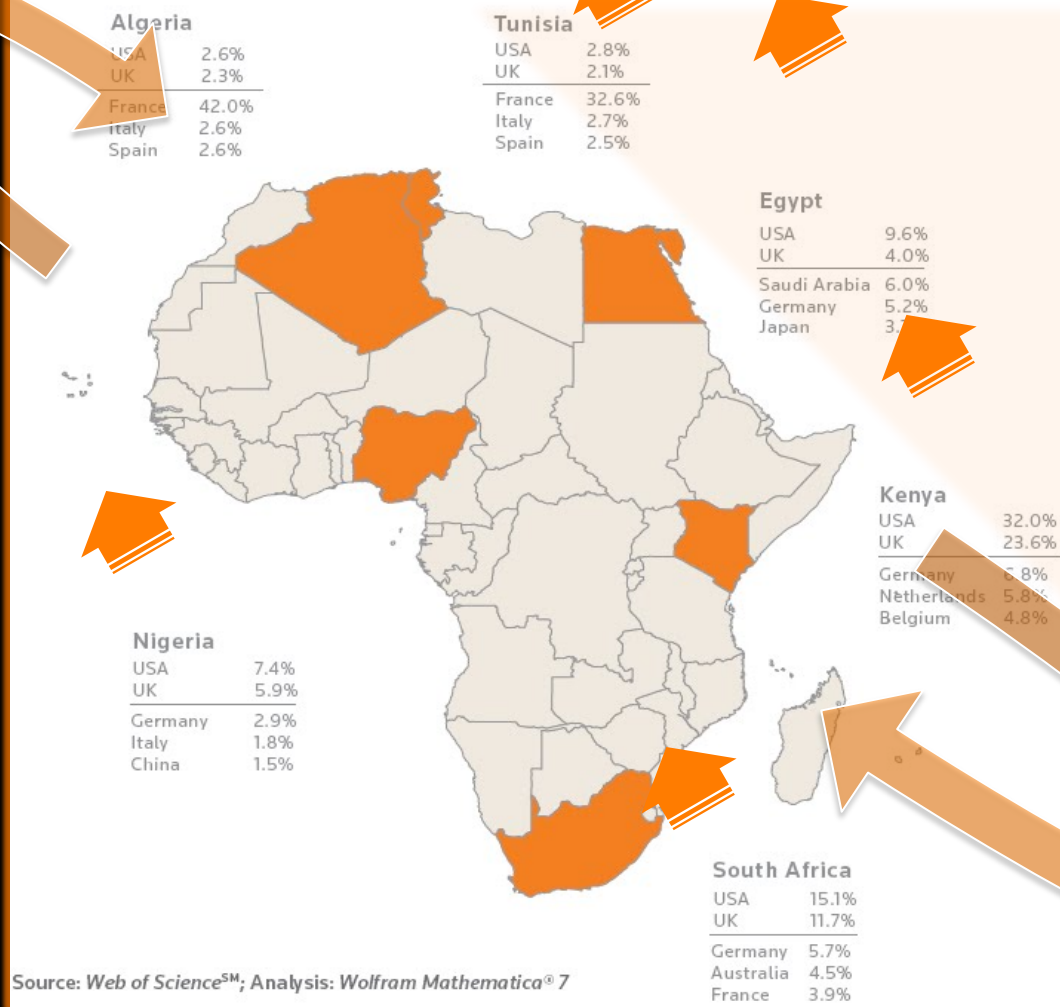 Algeria
USA 2.6%
UK 2.3%
France 42.0%
Italy 2.6%
Spain 2.6%
Tunisia
USA 2.8%
UK 2.1%
France 32.6%
Italy 2.7%
Spain 2.5%
Egypt
USA 9.6%
UK 4.0%
Saudi Arabia 6.0%
Germany 5.2%
Japan
Kenya
USA 32.0%
UK 23.6%
Germany 6.8%
Netherlands 5.8%
Belgium 4.8%
Nigeria
USA 7.4%
UK 5.9%
Germany 2.9%
Italy 1.8%
China 1.5%
South Africa
USA 15.1%
UK 11.7%
Germany 5.7%
Australia 4.5%
France 3.9%
Source: Web of Science℠; Analysis: Wolfram Mathematica® 7